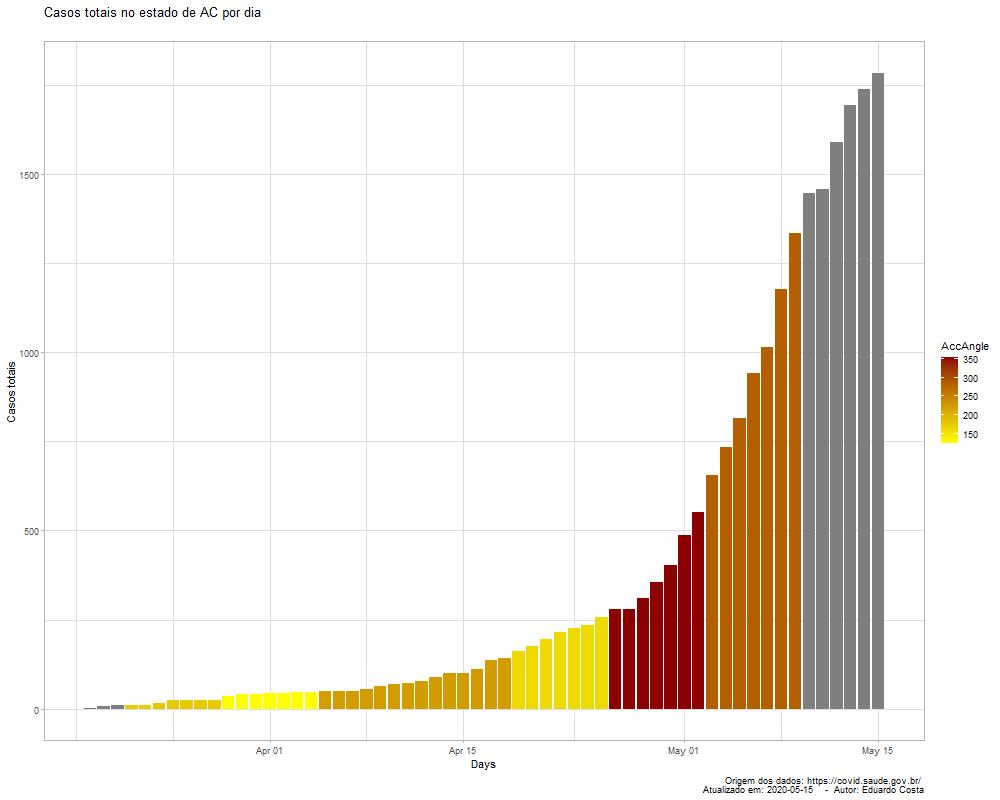 Casos totais no estado de AC por dia
1500
1000
500
0
Casos totais
Apr 01
Apr 15
May 01
May 15
Days
AccAngle
350
300
250
200
150
Origem dos dados: https://covid.saude.gov.br/
Atualizado em: 2020-05-15 - Autor: Eduardo Costa